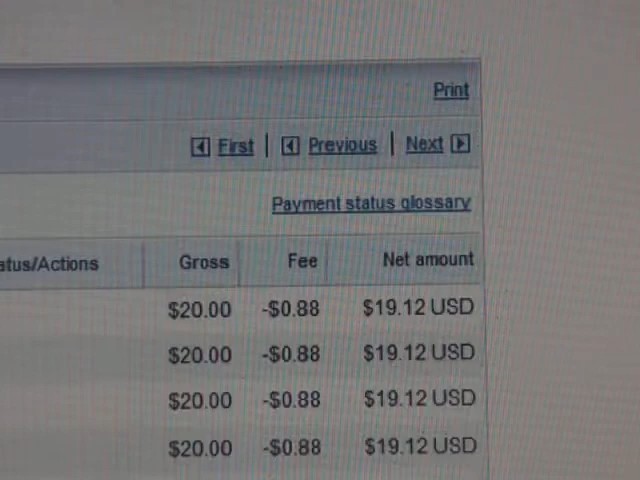 Print
First | Previous | Next
Payment status glossary
atus/Actions Gross Fee Net amount
$20.00 -$0.88 $19.12 USD
$20.00 -$0.88 $19.12 USD
$20.00 -$0.88 $19.12 USD
$20.00 -$0.88 $19.12 USD